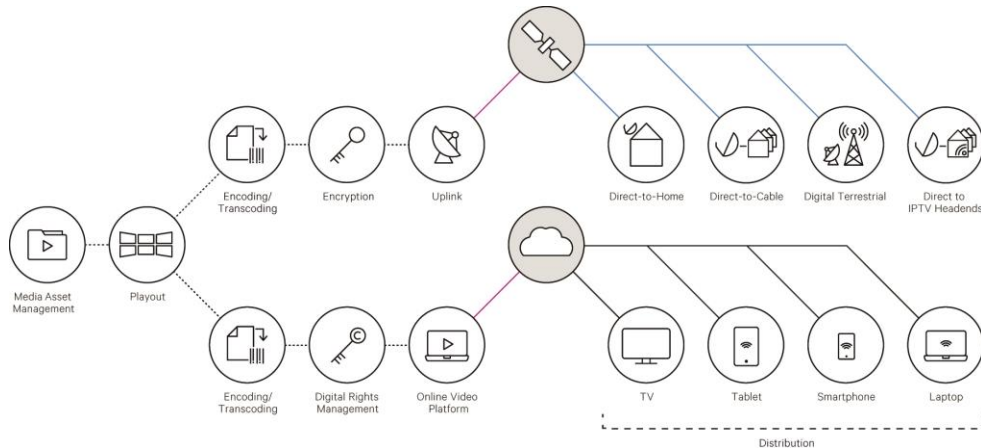 Encoding/
Transcoding
Encryption
Uplink
Direct-to-Home
Direct-to-Cable
Digital Terrestrial
Direct to
IPTV Headends
Media Asset
Management
Playout
Encoding/
Transcoding
Digital Rights
Management
Online Video
Platform
TV
Tablet
Smartphone
Laptop
Distribution